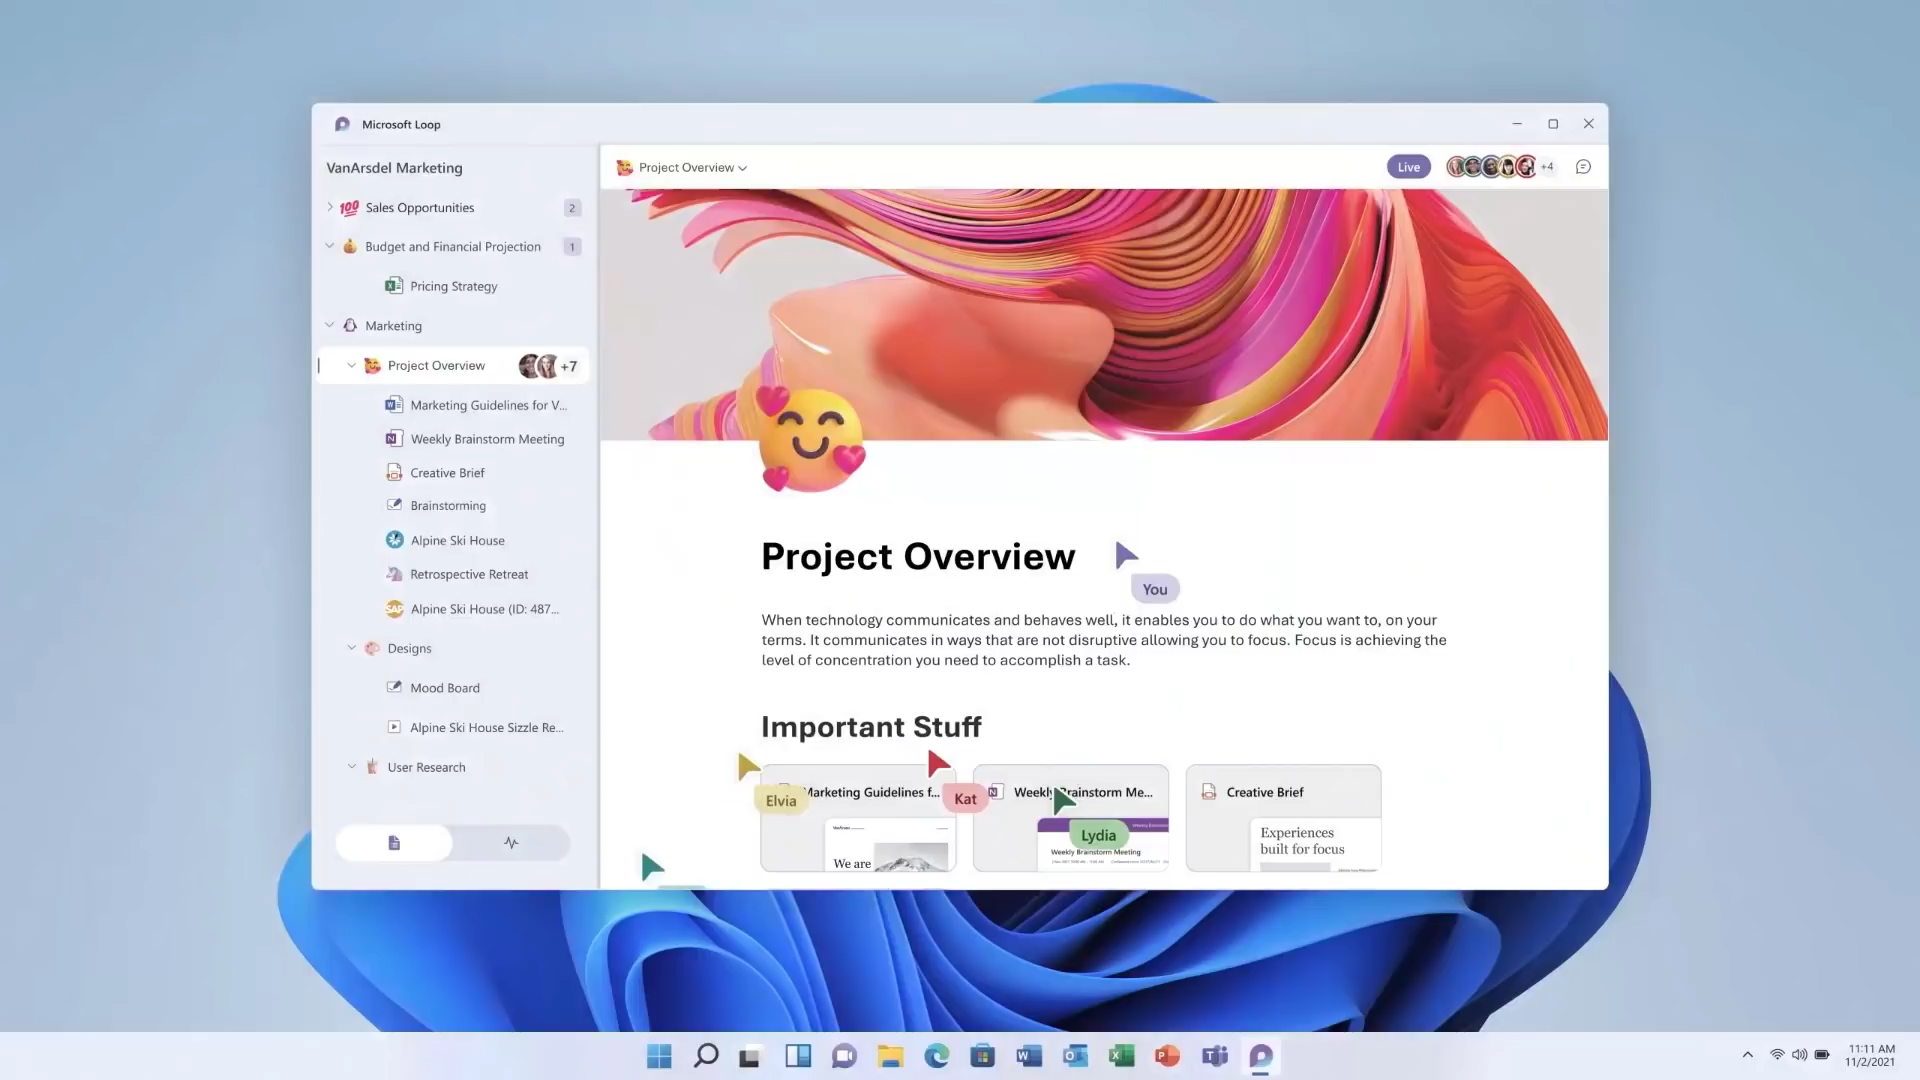 Microsoft Loop
VanArsdel Marketing
Sales Opportunities
2
Budget and Financial Projection
1
Pricing Strategy
Marketing
Project Overview
+7
Marketing Guidelines for V...
Weekly Brainstorm Meeting
Creative Brief
Brainstorming
Alpine Ski House
Retrospective Retreat
SAP
Alpine Ski House (ID: 487...
Designs
Mood Board
Alpine Ski House Sizzle Re...
User Research
Project Overview
Live
+4
Project Overview
You
When technology communicates and behaves well, it enables you to do what you want to, on your
terms. It communicates in ways that are not disruptive allowing you to focus. Focus is achieving the
level of concentration you need to accomplish a task.
Important Stuff
Elvia
Marketing Guidelines f...
We are
Kat
Weekly Brainstorm Me...
Lydia
Weekly Brainstorm Meeting
Creative Brief
Experiences
built for focus
11:11 AM
11/2/2021